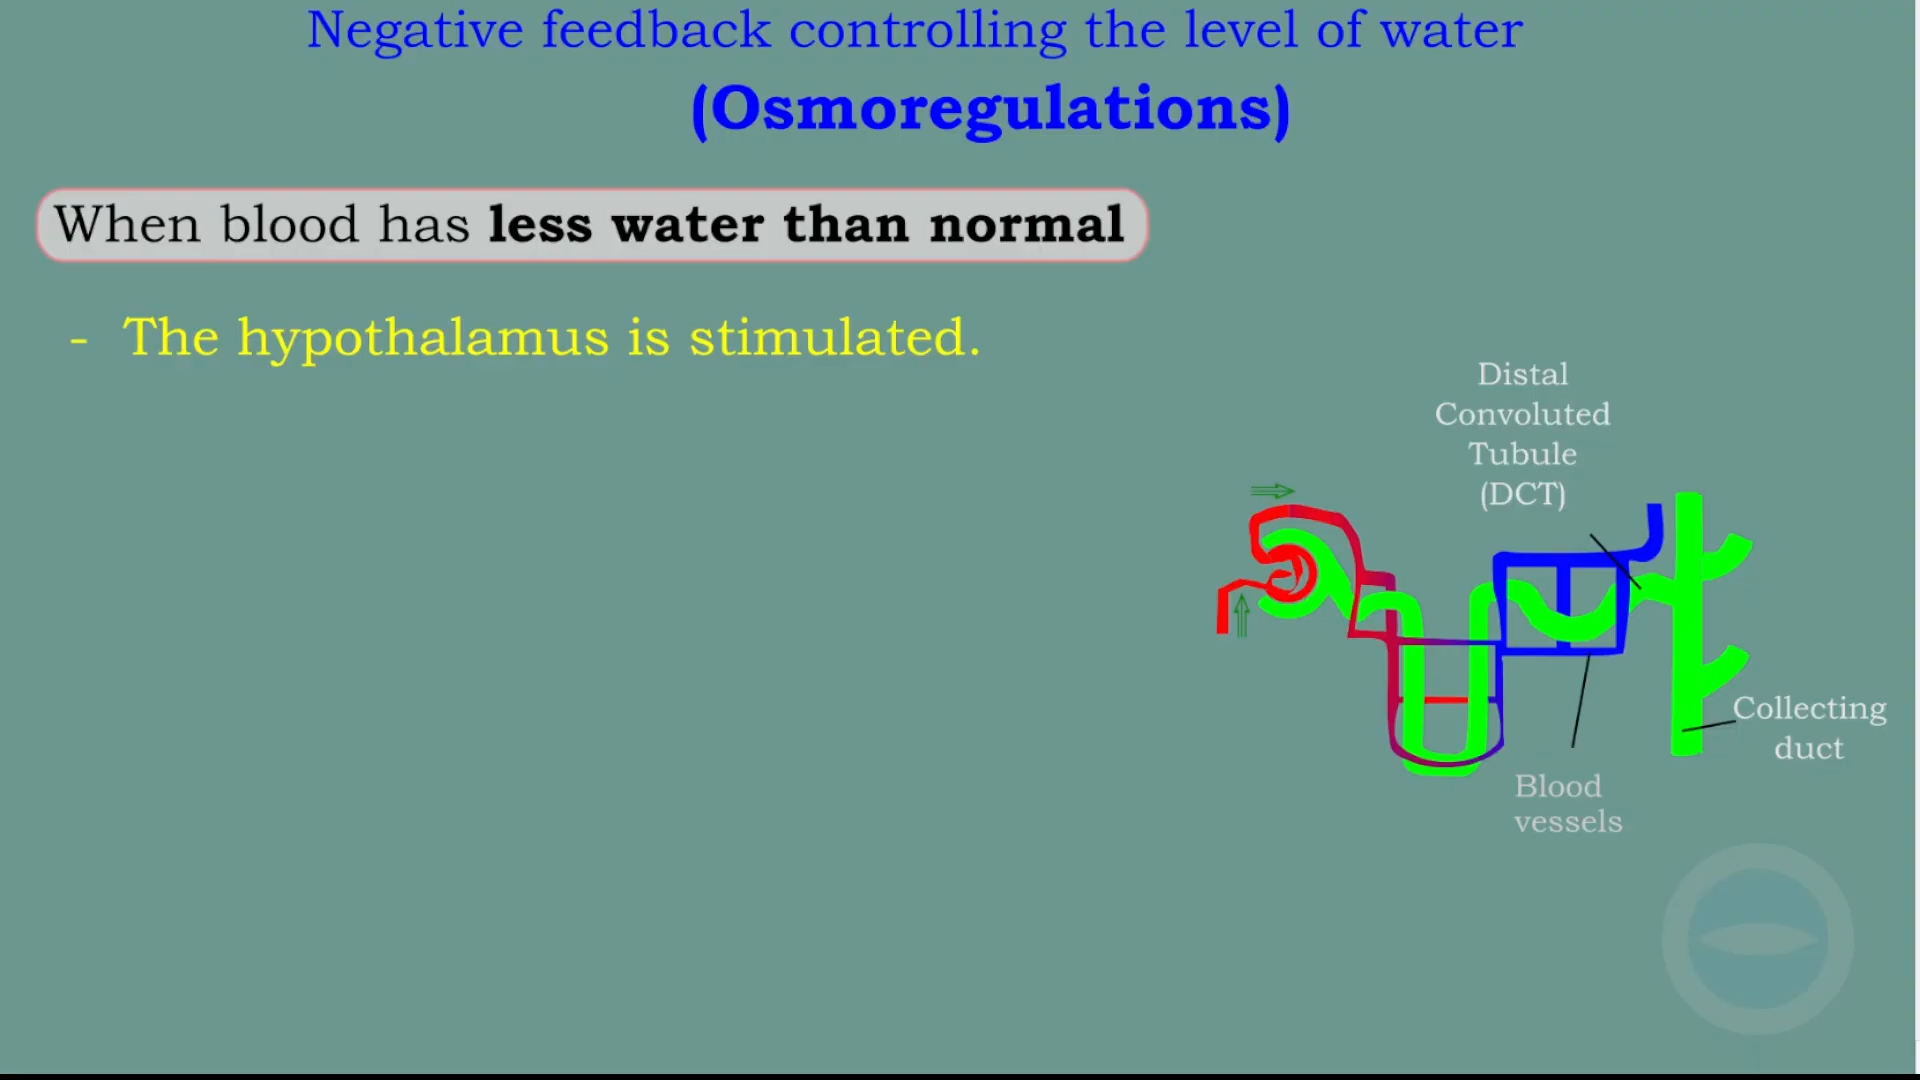 Negative feedback controlling the level of water
(Osmoregulations)
When blood has less water than normal
- The hypothalamus is stimulated.
Distal
Convoluted
Tubule
(DCT)
Collecting
duct
Blood
vessels